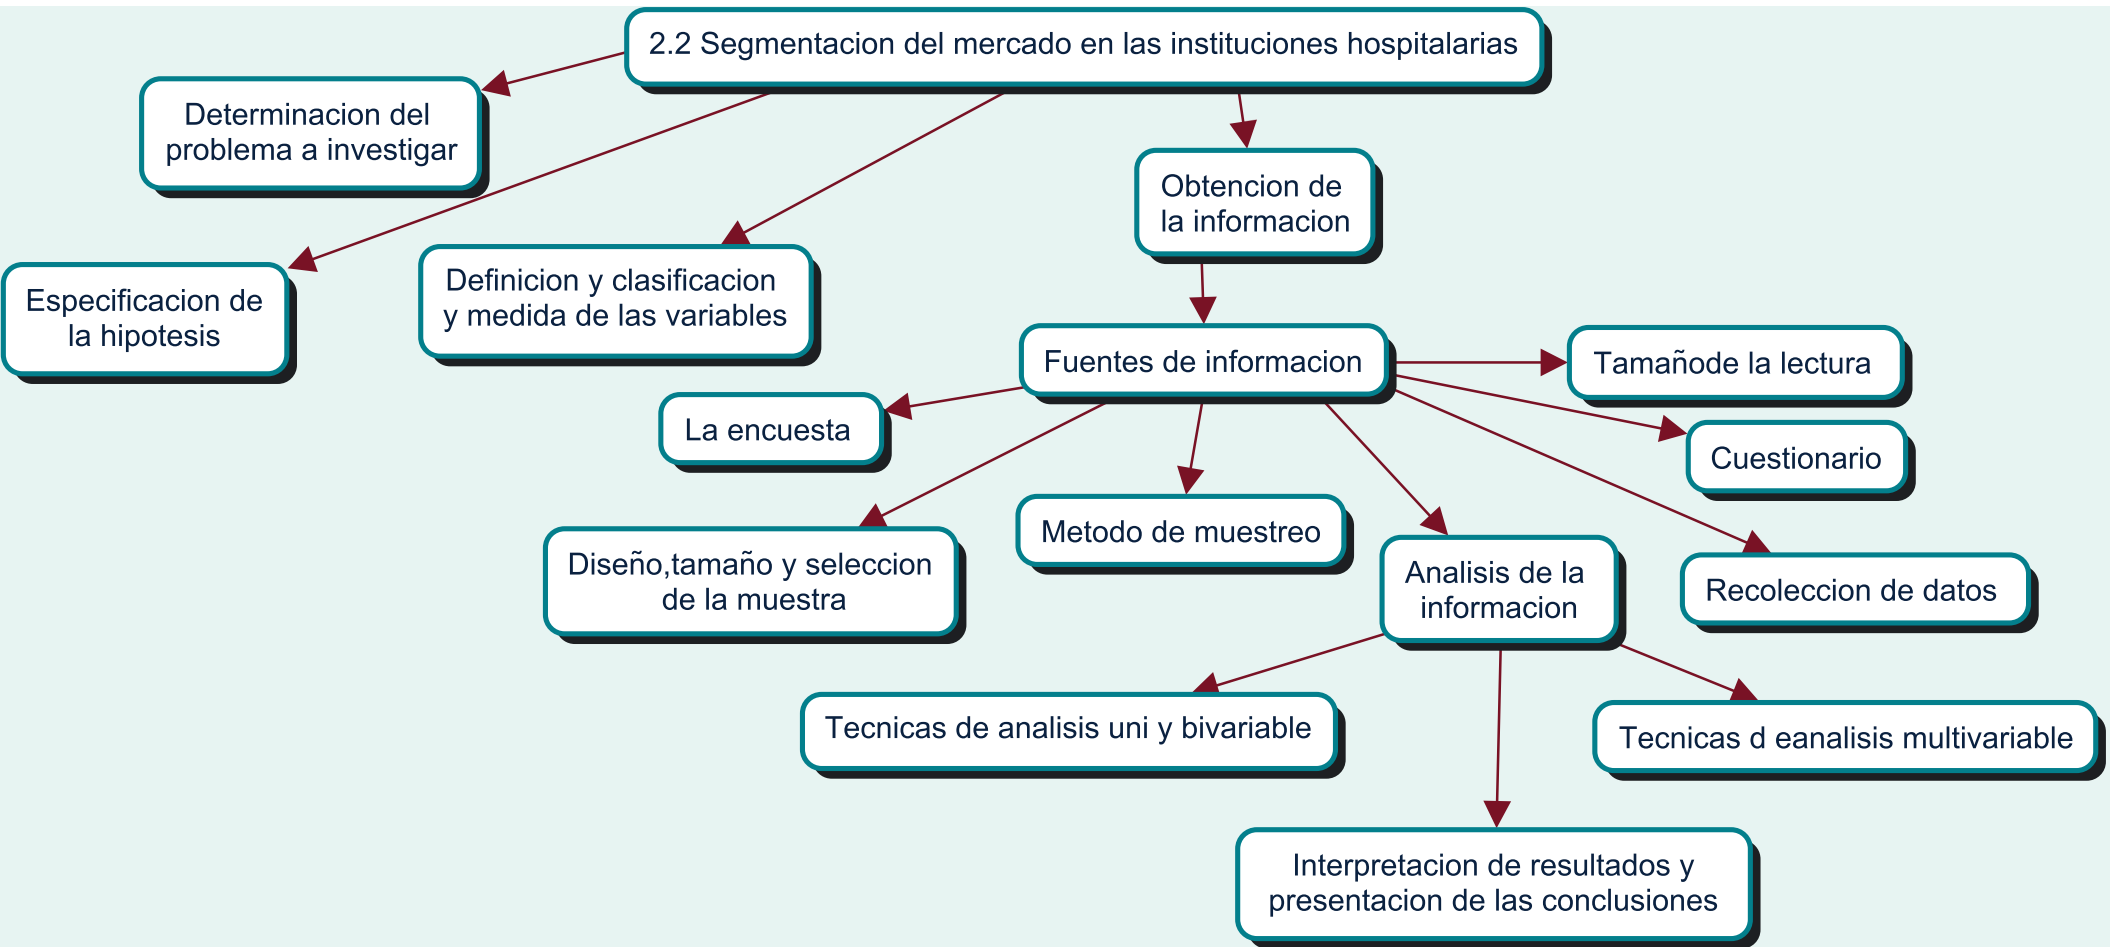 2.2 Segmentacion del mercado en las instituciones hospitalarias
Determinacion del
problema a investigar
Obtencion de
la informacion
Especificacion de
la hipotesis
Definicion y clasificacion
y medida de las variables
Fuentes de informacion
Tamañode la lectura
La encuesta
Cuestionario
Diseño,tamaño y seleccion
de la muestra
Metodo de muestreo
Analisis de la
informacion
Recoleccion de datos
Tecnicas de analisis uni y bivariable
Tecnicas d eanalisis multivariable
Interpretacion de resultados y
presentacion de las conclusiones